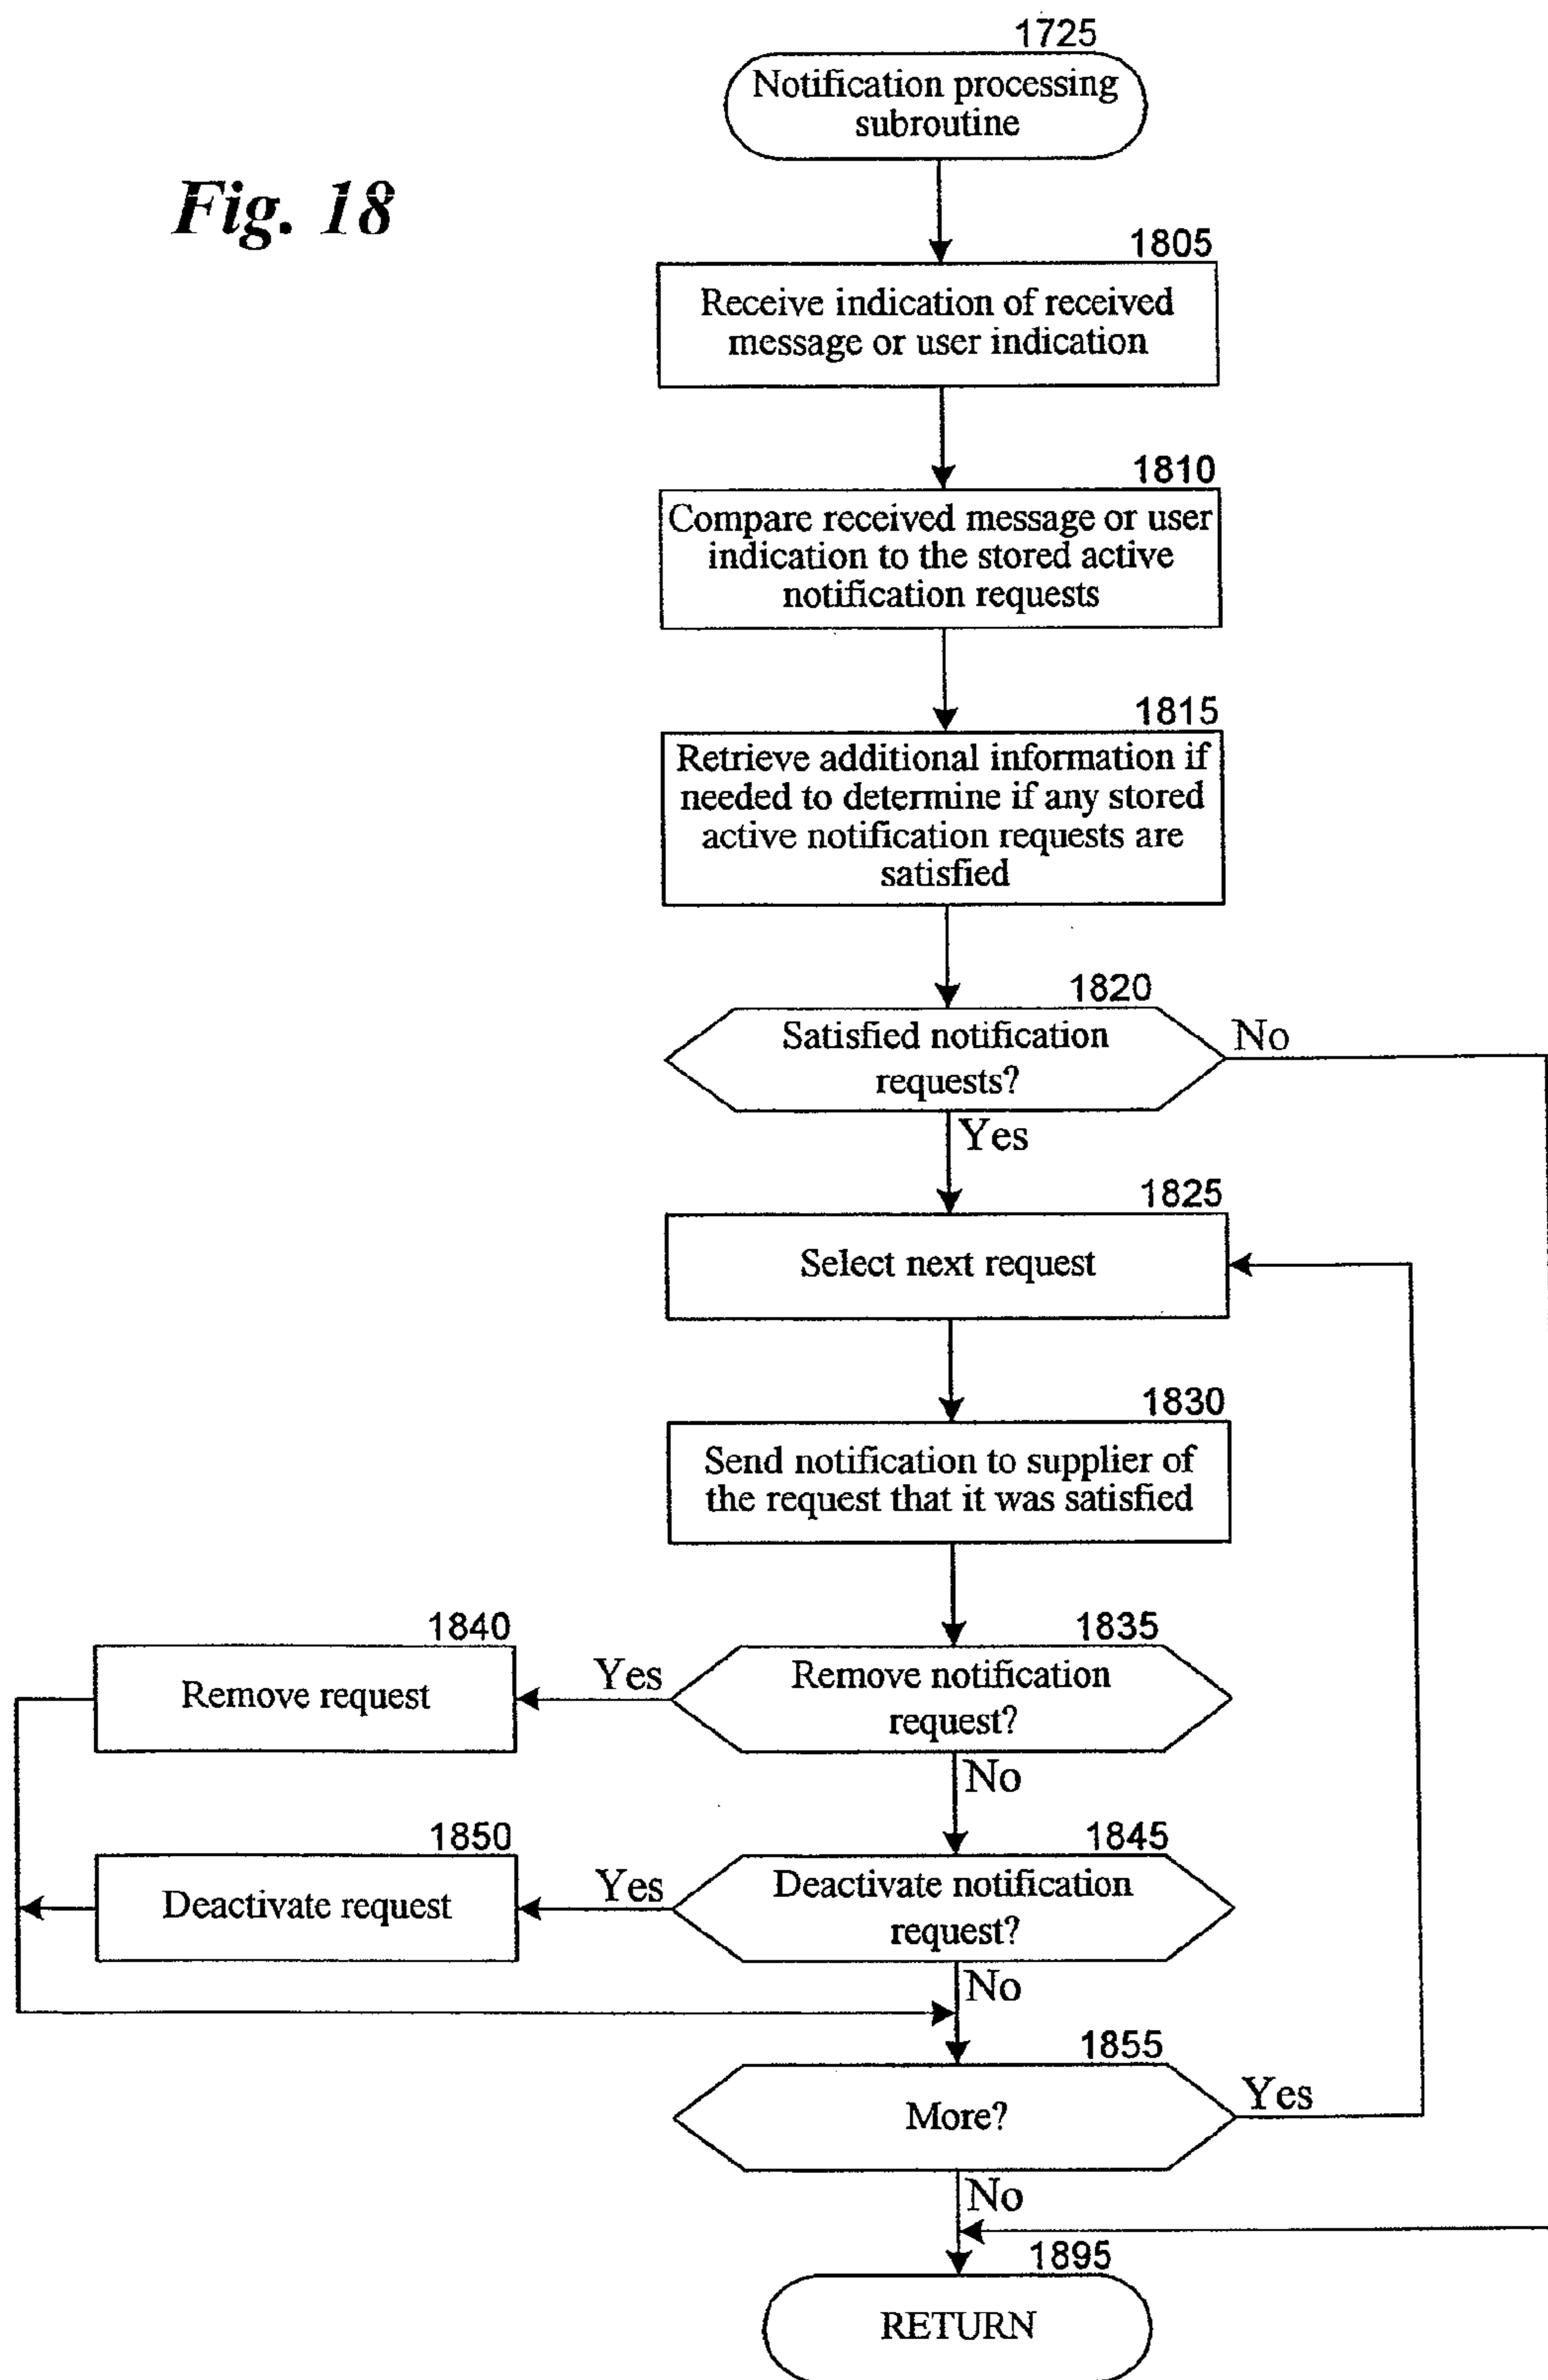 Fig. 18
1725
Notification processing
subroutine
1805
Receive indication of received
message or user indication
1810
Compare received message or user
indication to the stored active
notification requests
1815
Retrieve additional information if
needed to determine if any stored
active notification requests are
satisfied
1820
Satisfied notification
requests?
No
Yes
1825
Select next request
1830
Send notification to supplier of
the request that it was satisfied
1840
Remove request
Yes
1835
Remove notification
request?
No
1850
Deactivate request
Yes
1845
Deactivate notification
request?
No
1855
More?
Yes
No
1895
RETURN